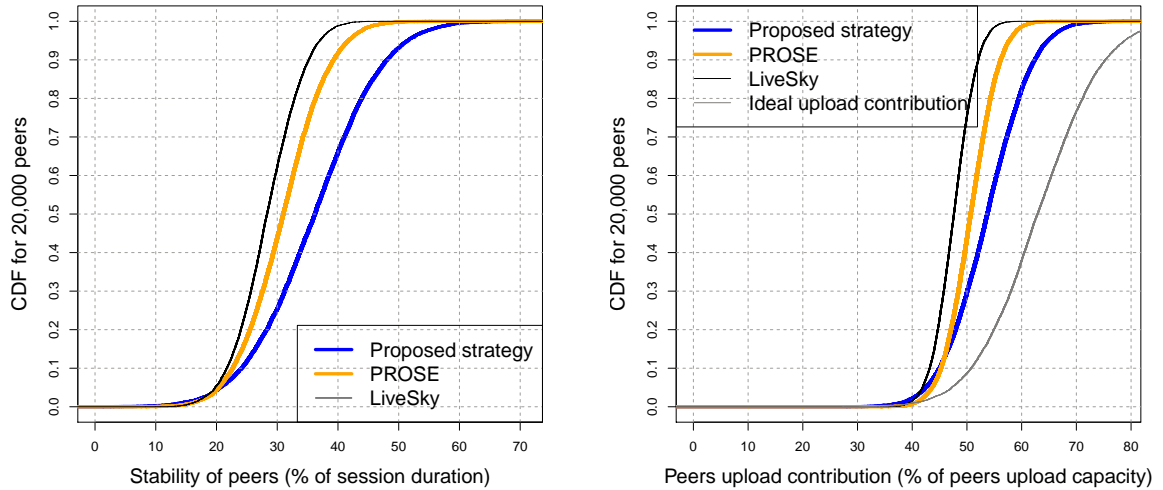 CDF for 20,000 peers
1.0
0.9
0.8
0.7
0.6
0.5
0.4
0.3
0.2
0.1
0.0
Proposed strategy
PROSE
LiveSky
0 10 20 30 40 50 60 70
Stability of peers (% of session duration)
CDF for 20,000 peers
1.0
0.9
0.8
0.7
0.6
0.5
0.4
0.3
0.2
0.1
0.0
Proposed strategy
PROSE
LiveSky
Ideal upload contribution
0 10 20 30 40 50 60 70 80
Peers upload contribution (% of peers upload capacity)